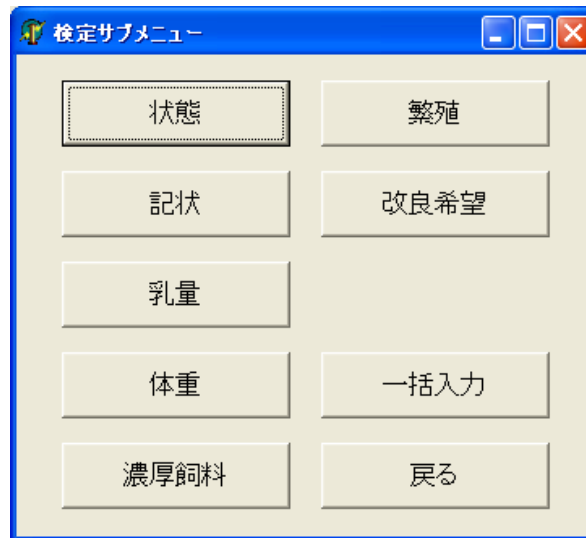 検定サブメニュー
状態 繁殖
記状 改良希望
乳量
体重 一括入力
濃厚飼料 戻る